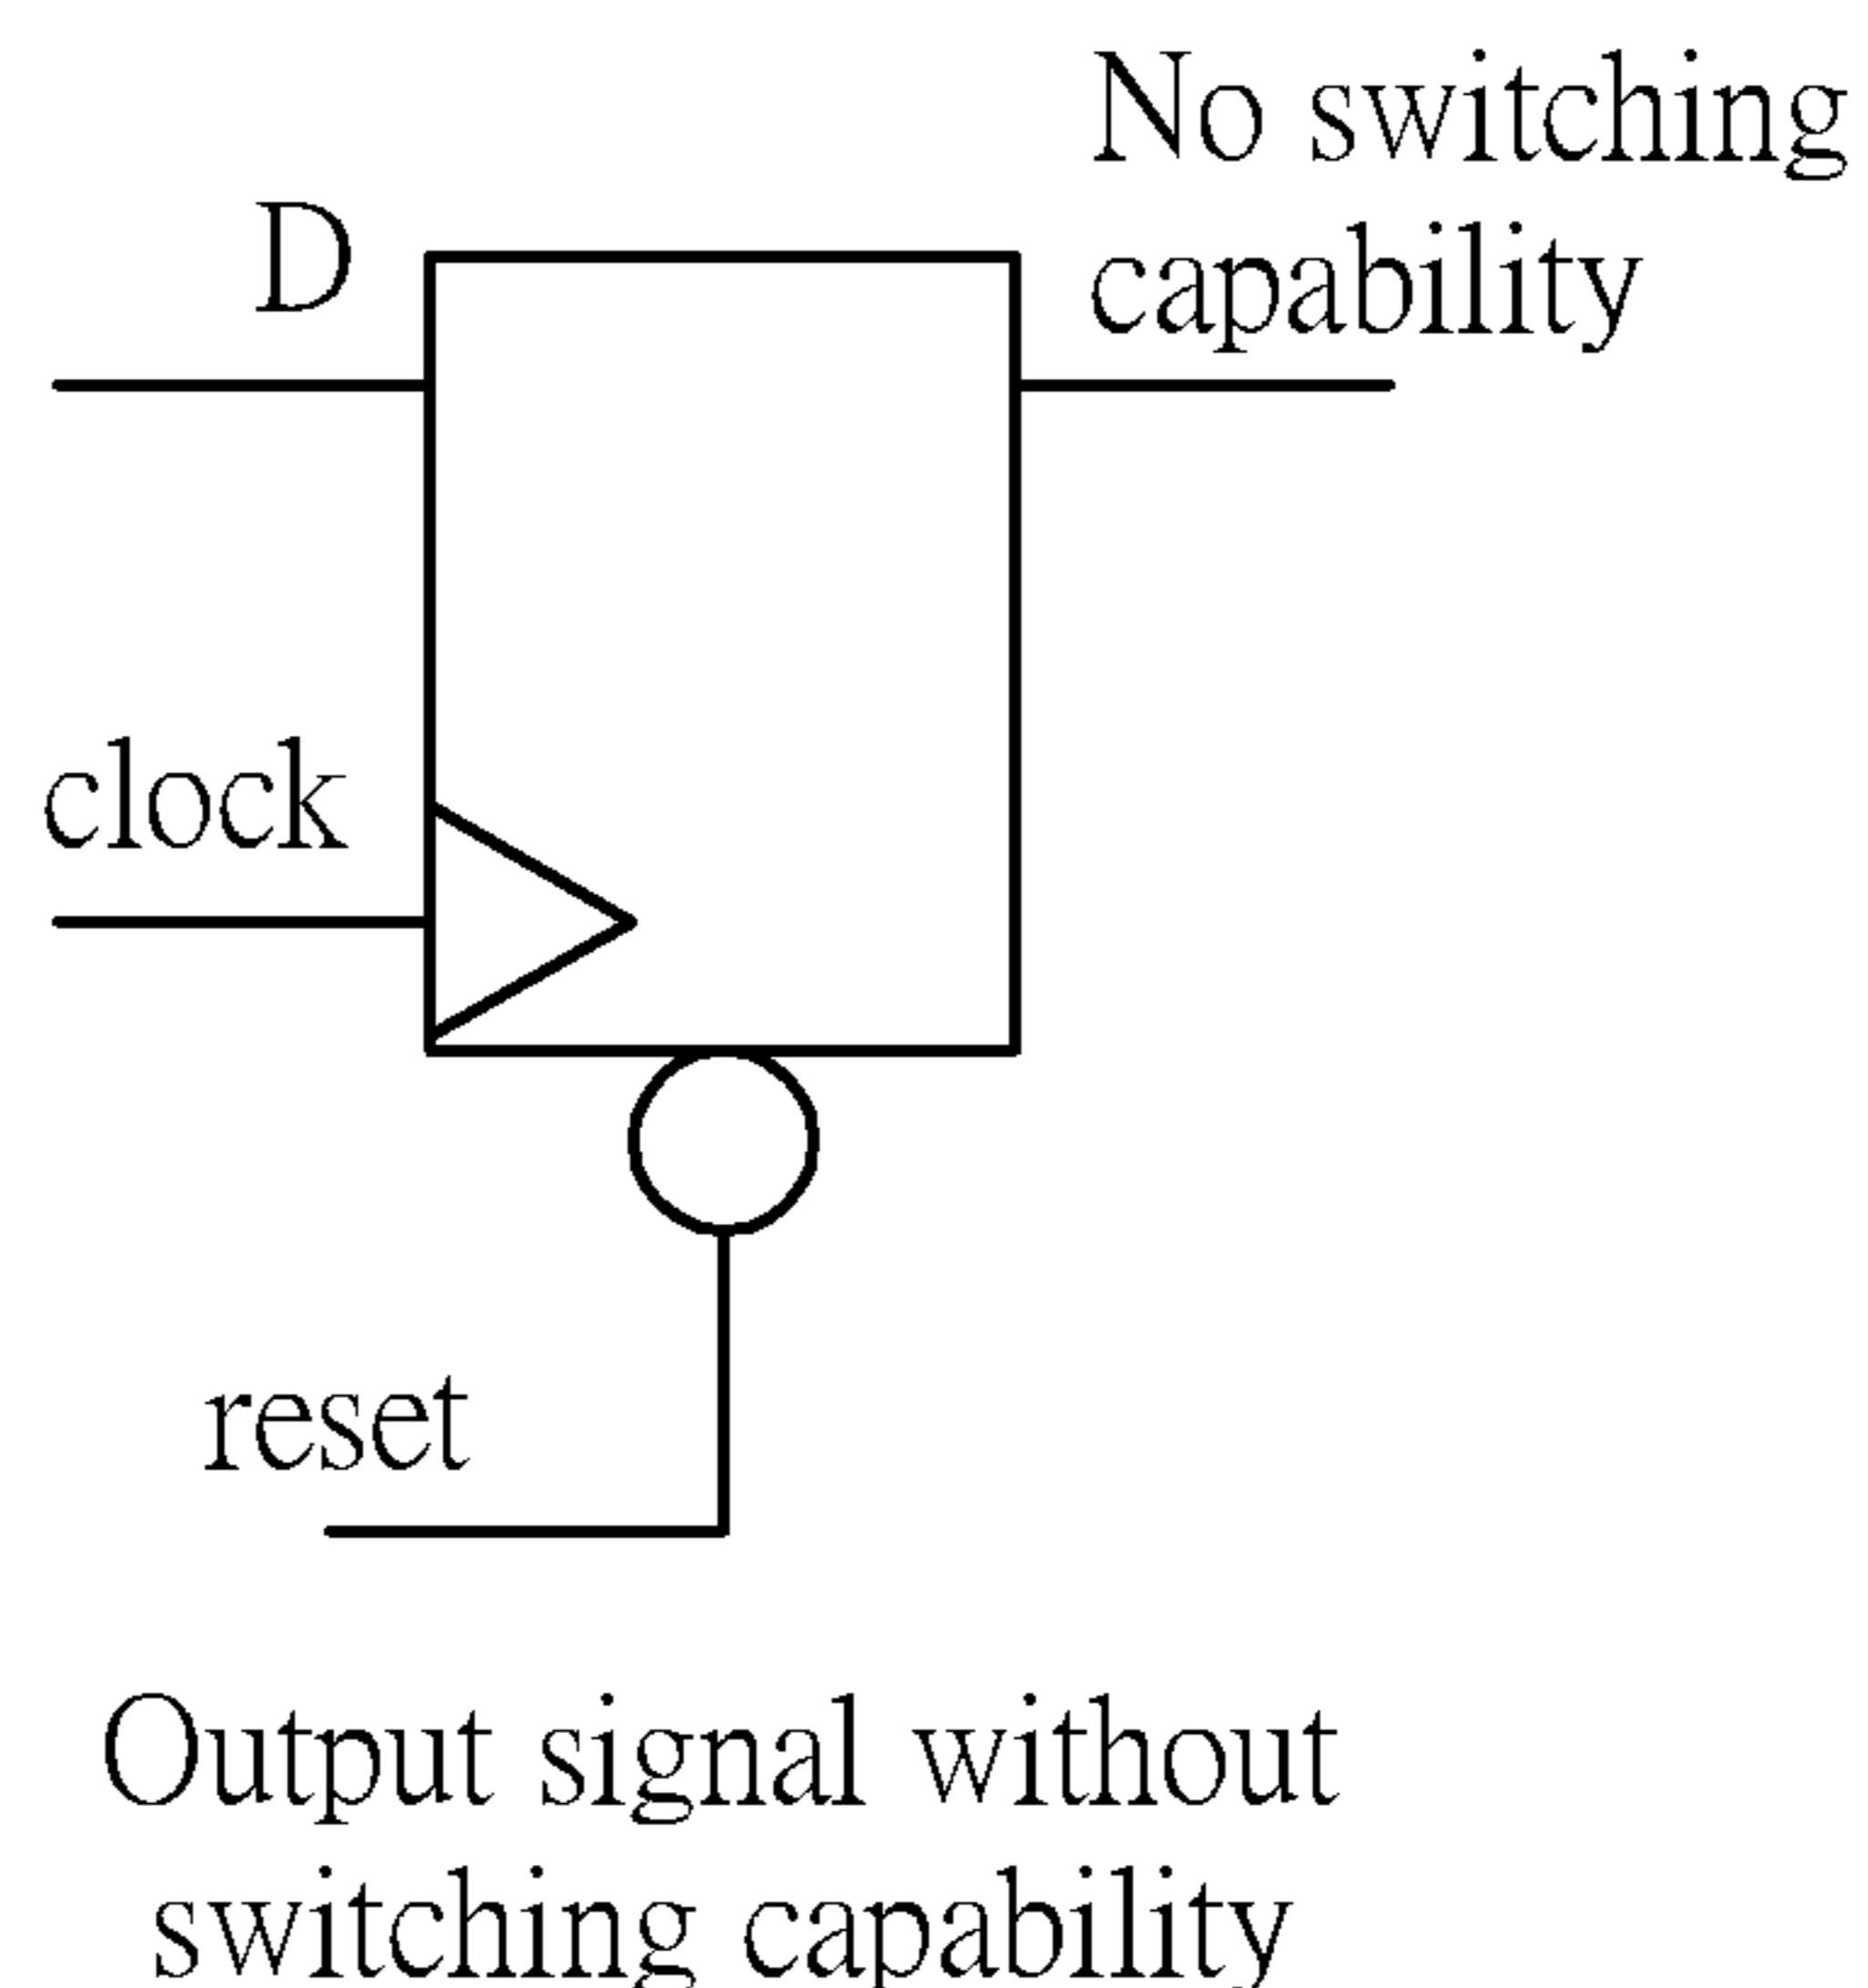 No switching
capability
D
clock
reset
Output signal without
switching capability